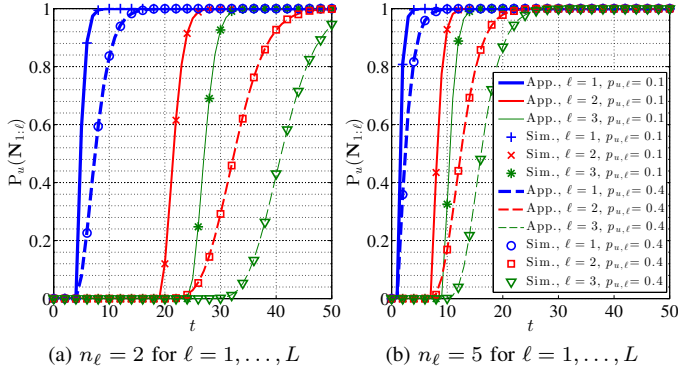 1
0.8
0.6
0.4
0.2
0
P_u(N_{1:ℓ})
0 10 20 30 40 50
t
(a) n_ℓ = 2 for ℓ = 1, . . . , L
1
0.8
0.6
0.4
0.2
0
P_u(N_{1:ℓ})
App., ℓ = 1, p_{u,ℓ} = 0.1
App., ℓ = 2, p_{u,ℓ} = 0.1
App., ℓ = 3, p_{u,ℓ} = 0.1
Sim., ℓ = 1, p_{u,ℓ} = 0.1
Sim., ℓ = 2, p_{u,ℓ} = 0.1
Sim., ℓ = 3, p_{u,ℓ} = 0.1
App., ℓ = 1, p_{u,ℓ} = 0.4
App., ℓ = 2, p_{u,ℓ} = 0.4
App., ℓ = 3, p_{u,ℓ} = 0.4
Sim., ℓ = 1, p_{u,ℓ} = 0.4
Sim., ℓ = 2, p_{u,ℓ} = 0.4
Sim., ℓ = 3, p_{u,ℓ} = 0.4
0 10 20 30 40 50
t
(b) n_ℓ = 5 for ℓ = 1, . . . , L